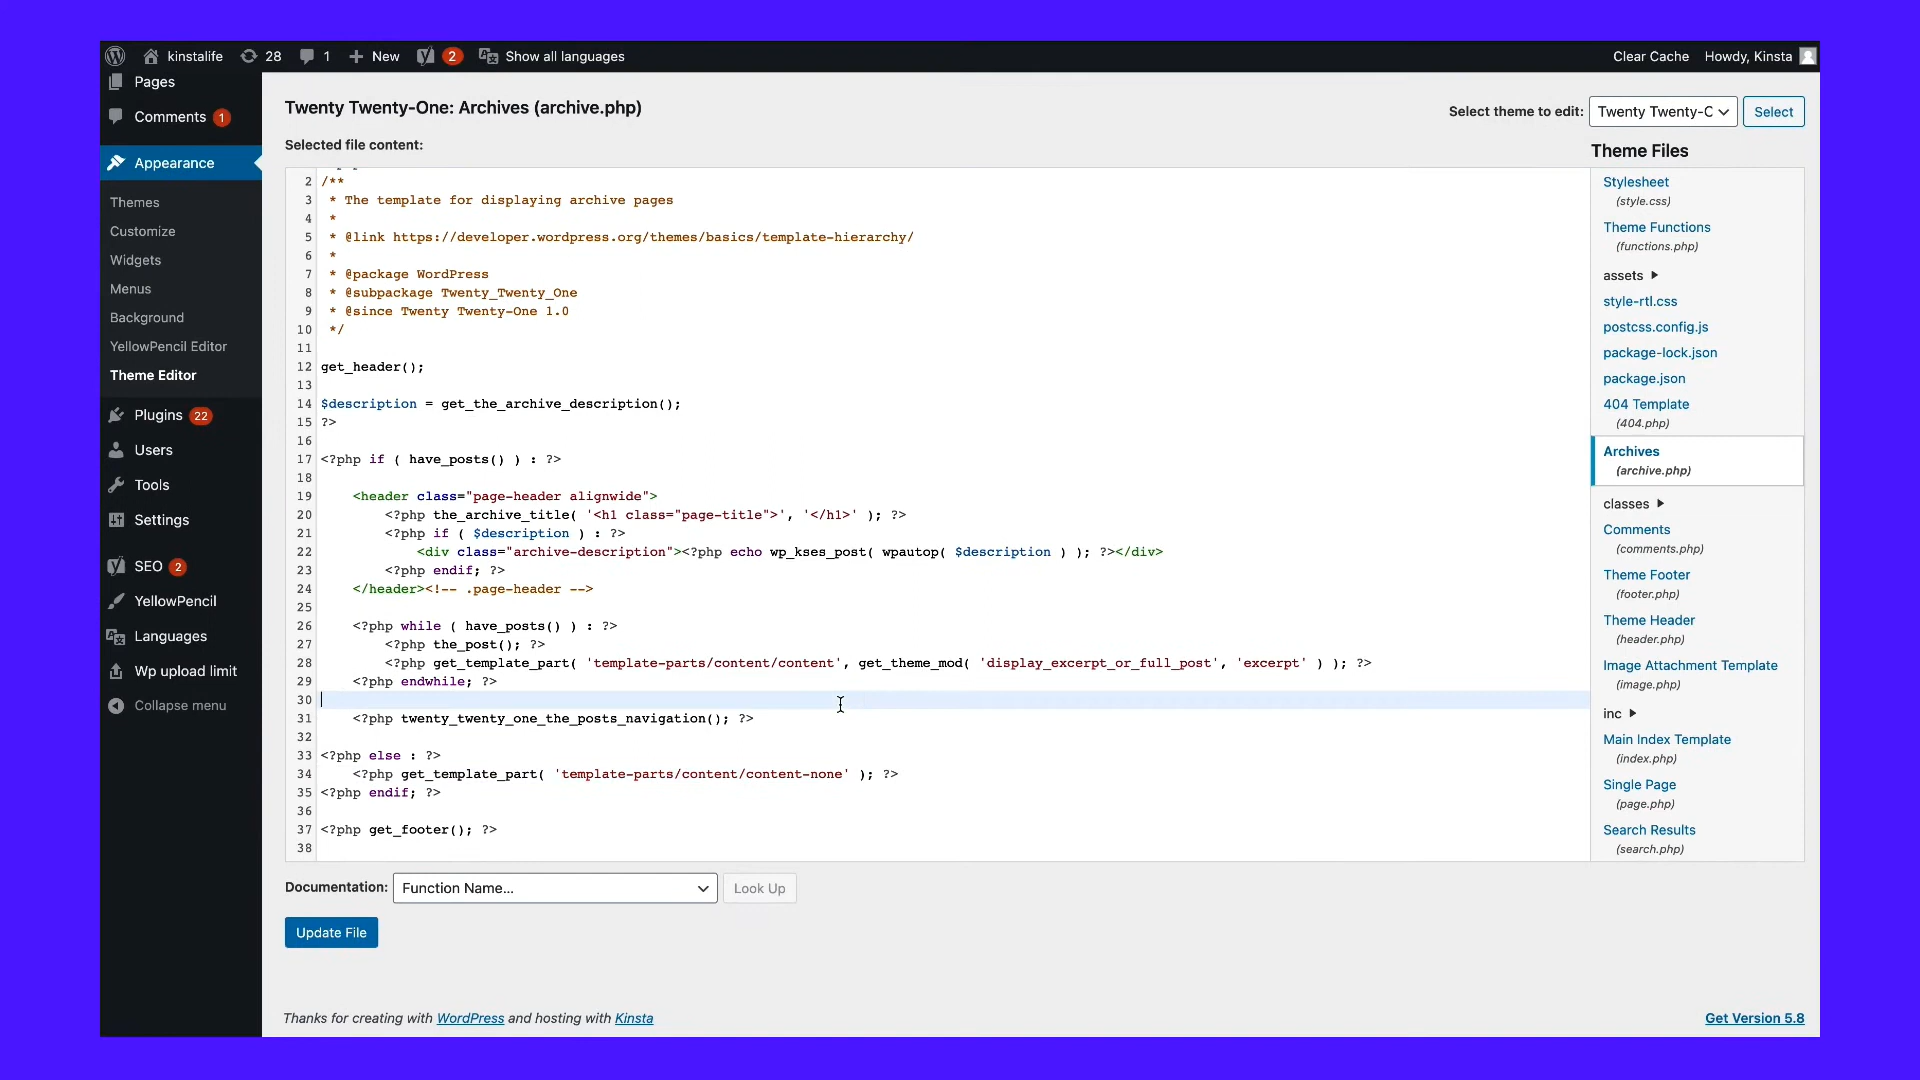 kinstalife 28 1 New 2 Show all languages Clear Cache Howdy, Kinsta
Pages
Comments 1
Appearance
Themes
Customize
Widgets
Menus
Background
YellowPencil Editor
Theme Editor
Plugins 22
Users
Tools
Settings
SEO 2
YellowPencil
Languages
Wp upload limit
Collapse menu
Twenty Twenty-One: Archives (archive.php)
Select theme to edit: Twenty Twenty-O Select
Selected file content:
2 /**
3  * The template for displaying archive pages
4  *
5  * @link https://developer.wordpress.org/themes/basics/template-hierarchy/
6  *
7  * @package WordPress
8  * @subpackage Twenty_Twenty_One
9  * @since Twenty Twenty-One 1.0
10  */
11
12 get_header();
13
14 $description = get_the_archive_description();
15 ?>
16
17 <?php if ( have_posts() ) : ?>
18
19     <header class="page-header alignwide">
20         <?php the_archive_title( '<h1 class="page-title">', '</h1>' ); ?>
21         <?php if ( $description ) : ?>
22             <div class="archive-description"><?php echo wp_kses_post( wpautop( $description ) ); ?></div>
23         <?php endif; ?>
24     </header><!-- .page-header -->
25
26     <?php while ( have_posts() ) : ?>
27         <?php the_post(); ?>
28         <?php get_template_part( 'template-parts/content/content', get_theme_mod( 'display_excerpt_or_full_post', 'excerpt' ) ); ?>
29     <?php endwhile; ?>
30
31     <?php twenty_twenty_one_the_posts_navigation(); ?>
32
33 <?php else : ?>
34     <?php get_template_part( 'template-parts/content/content-none' ); ?>
35 <?php endif; ?>
36
37 <?php get_footer(); ?>
38
Theme Files
Stylesheet
(style.css)
Theme Functions
(functions.php)
assets
style-rtl.css
postcss.config.js
package-lock.json
package.json
404 Template
(404.php)
Archives
(archive.php)
classes
Comments
(comments.php)
Theme Footer
(footer.php)
Theme Header
(header.php)
Image Attachment Template
(image.php)
inc
Main Index Template
(index.php)
Single Page
(page.php)
Search Results
(search.php)
Documentation: Function Name... Look Up
Update File
Thanks for creating with WordPress and hosting with Kinsta
Get Version 5.8